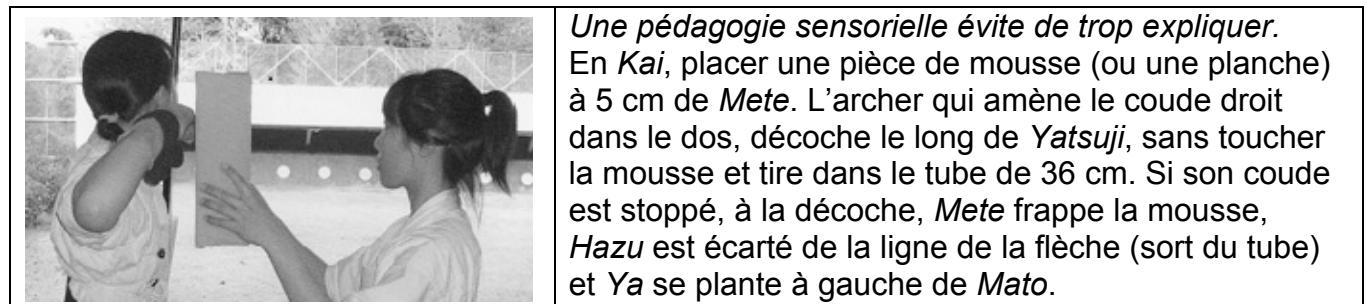 Une pédagogie sensorielle évite de trop expliquer.
En Kai, placer une pièce de mousse (ou une planche)
à 5 cm de Mete. L'archer qui amène le coude droit
dans le dos, décoche le long de Yatsuji, sans toucher
la mousse et tire dans le tube de 36 cm. Si son coude
est stoppé, à la décoche, Mete frappe la mousse,
Hazu est écarté de la ligne de la flèche (sort du tube)
et Ya se plante à gauche de Mato.